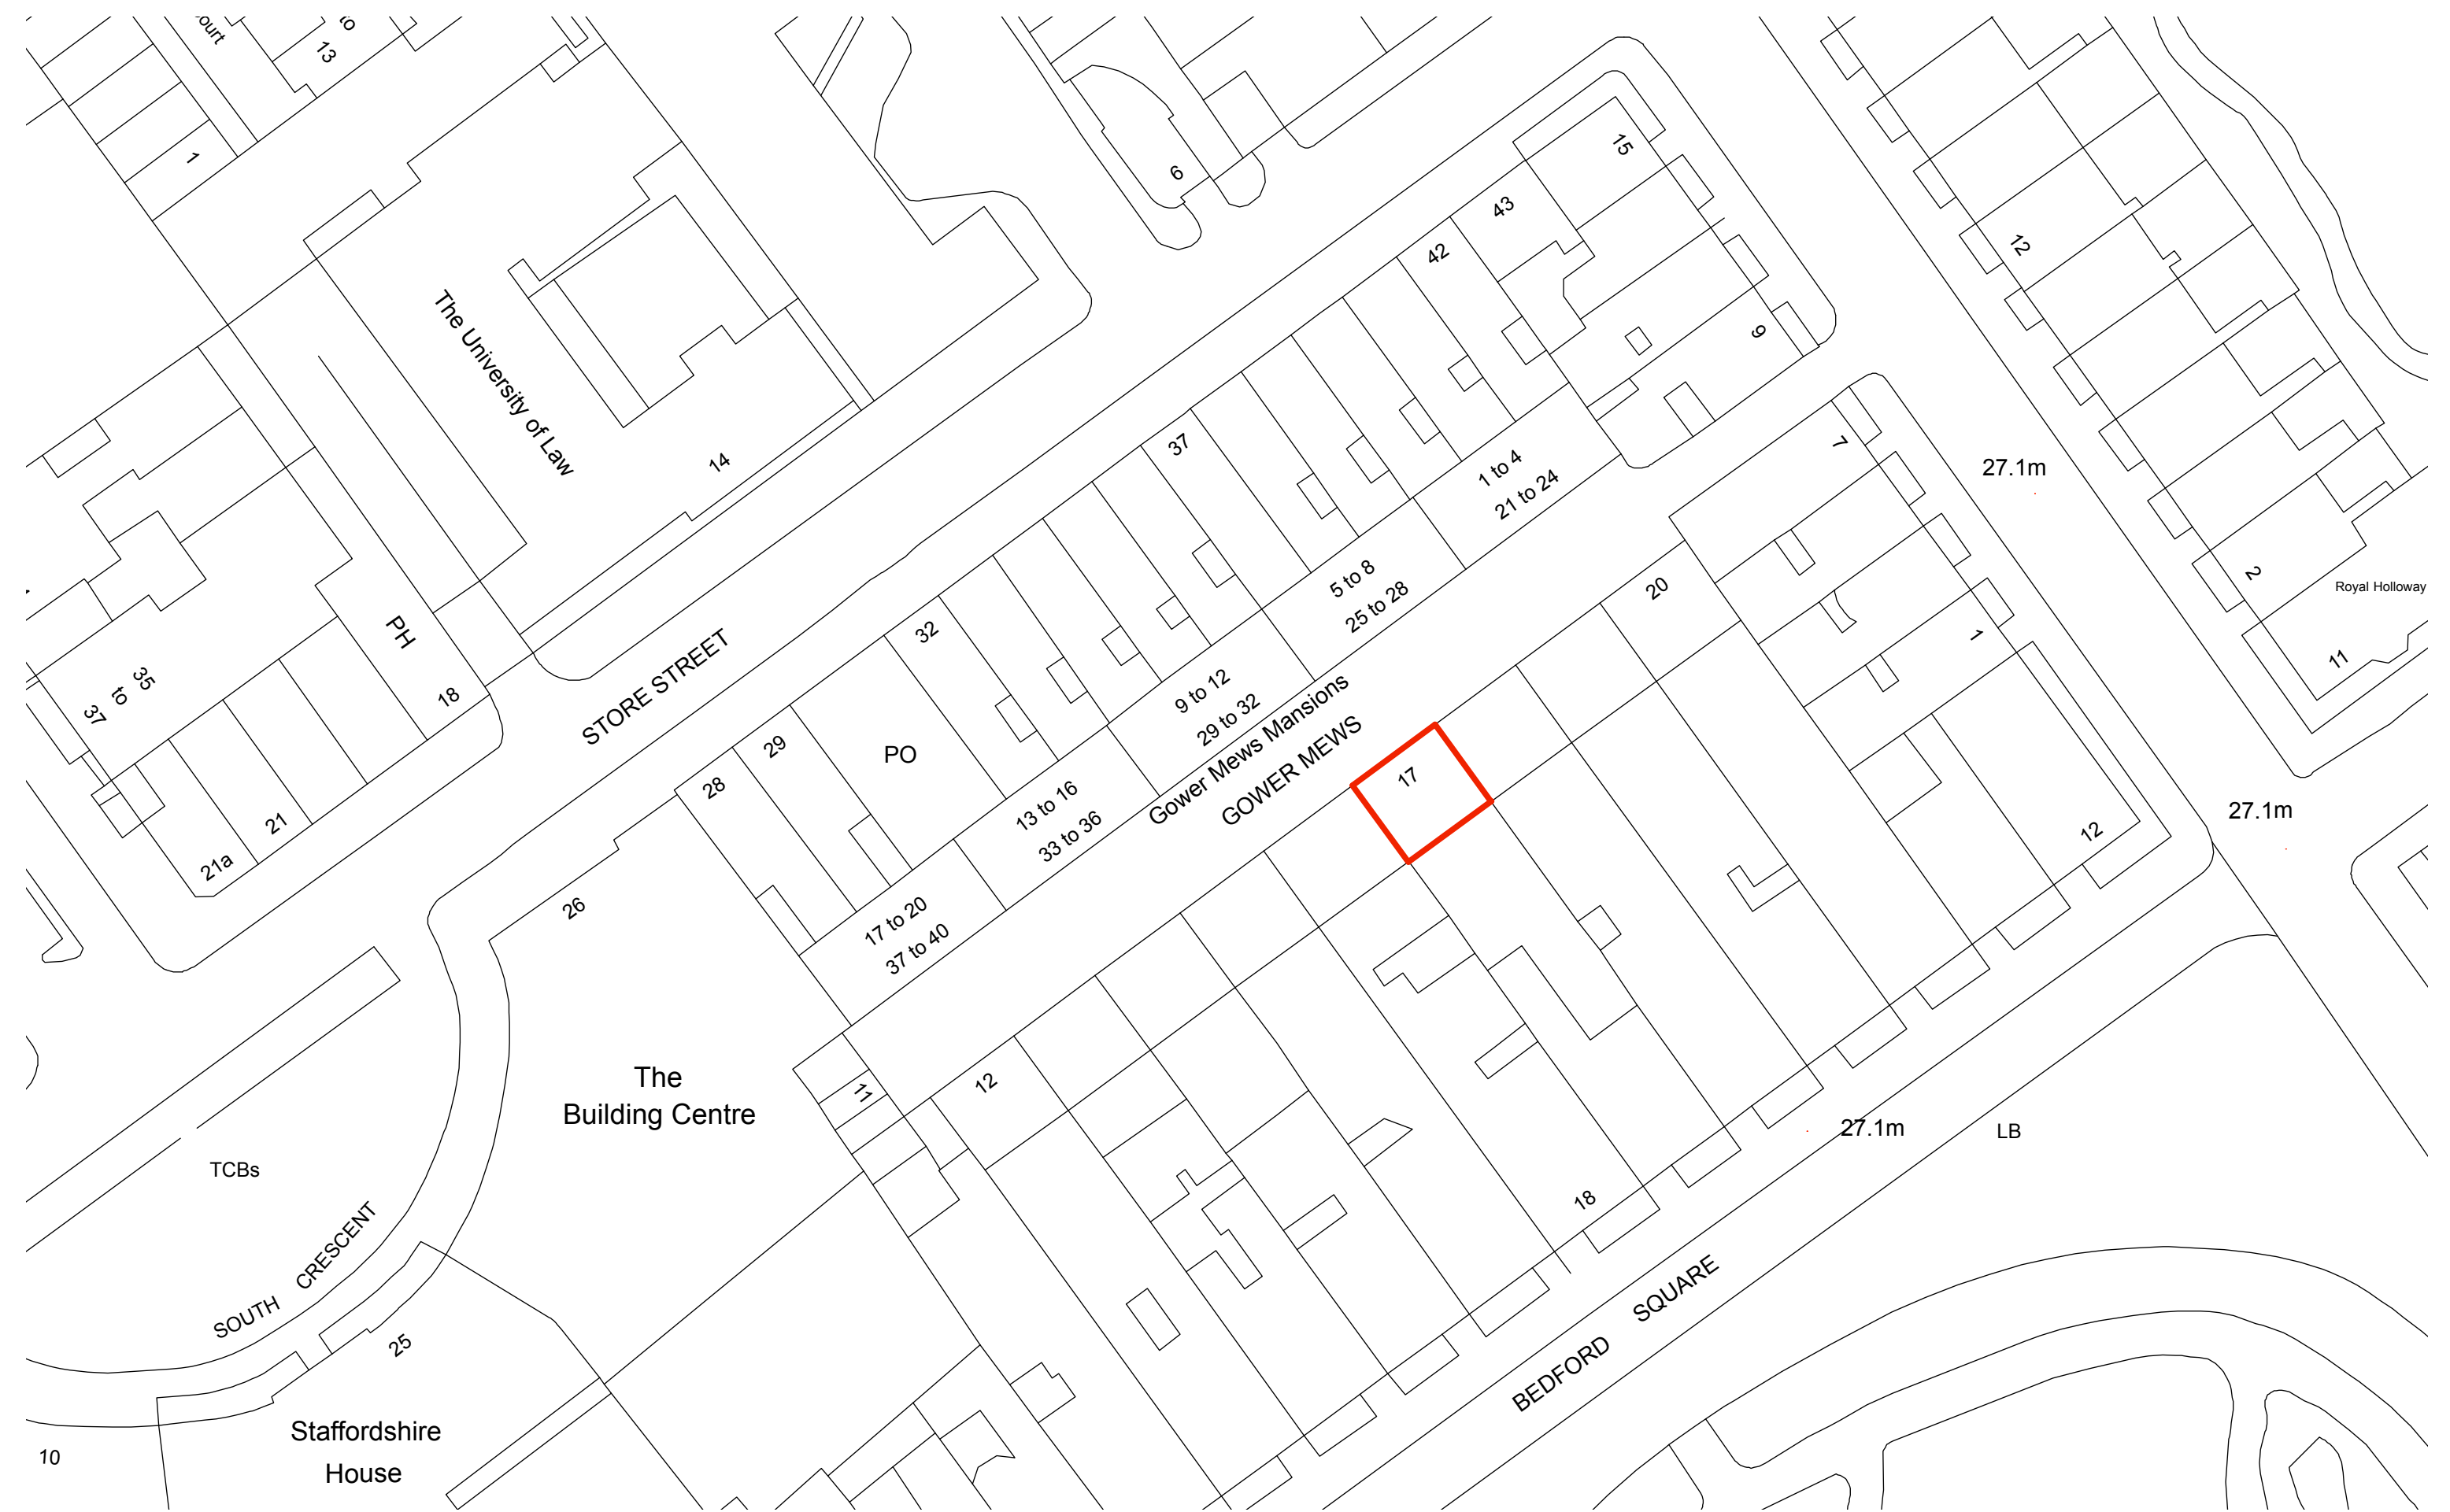 ourt
to
13
1
6
15
43
42
12
The University of Law
14
9
37
7
27.1m
1 to 4
21 to 24
5 to 8
25 to 28
20
2
Royal Holloway
11
PH
18
35
to
37
STORE STREET
32
1
9 to 12
29 to 32
Gower Mews Mansions
GOWER MEWS
17
29
PO
28
13 to 16
33 to 36
27.1m
12
21
21a
26
17 to 20
37 to 40
The
Building Centre
11
12
27.1m
LB
TCBs
18
SOUTH CRESCENT
BEDFORD SQUARE
25
Staffordshire
House
10